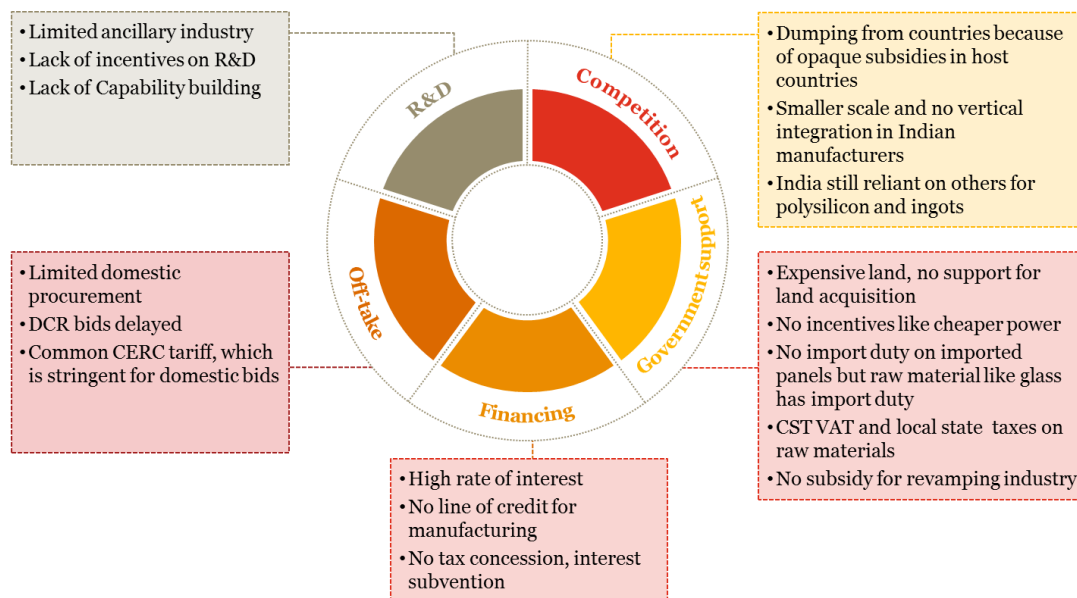 • Limited ancillary industry
• Lack of incentives on R&D
• Lack of Capability building
R&D
Competition
• Dumping from countries because
of opaque subsidies in host
countries
• Smaller scale and no vertical
integration in Indian
manufacturers
• India still reliant on others for
polysilicon and ingots
• Limited domestic
procurement
• DCR bids delayed
• Common CERC tariff, which
is stringent for domestic bids
Off-take
Government support
• Expensive land, no support for
land acquisition
• No incentives like cheaper power
• No import duty on imported
panels but raw material like glass
has import duty
• CST VAT and local state taxes on
raw materials
• No subsidy for revamping industry
Financing
• High rate of interest
• No line of credit for
manufacturing
• No tax concession, interest
subvention